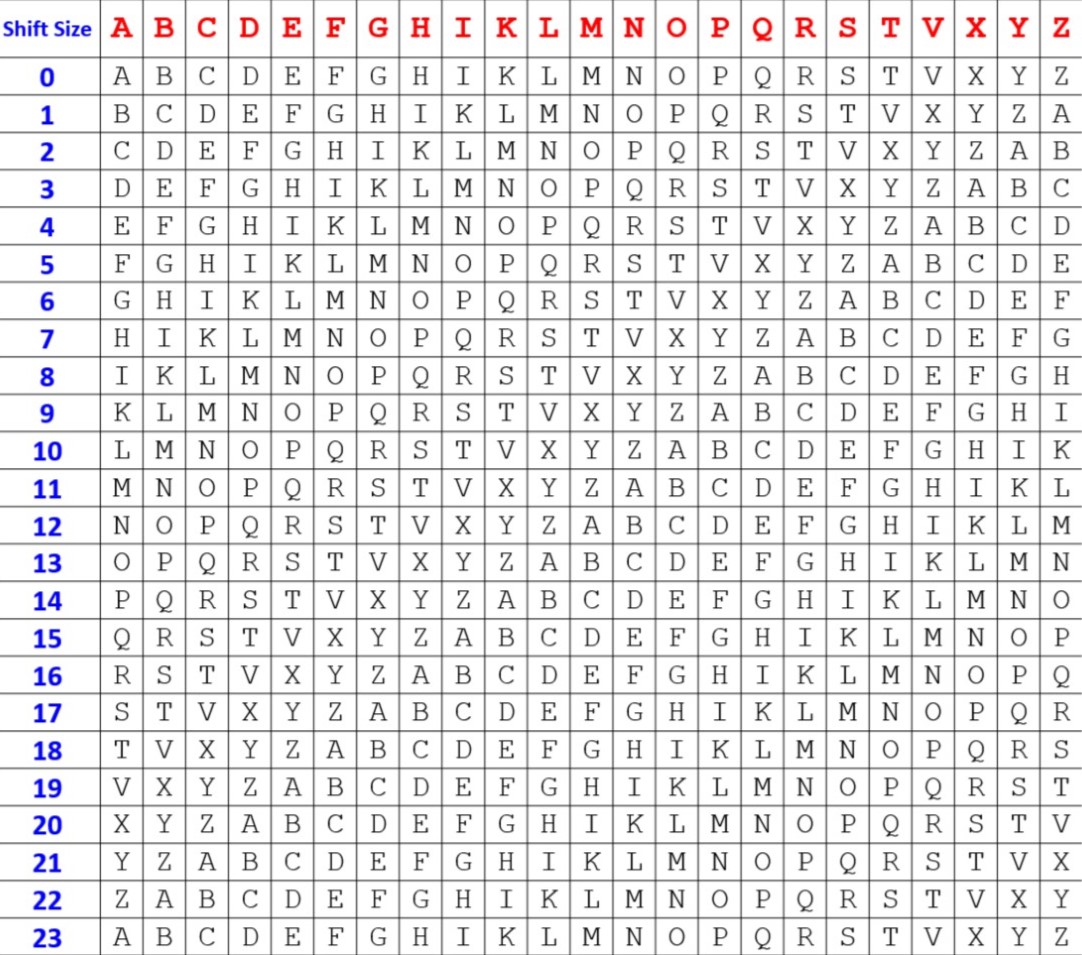 Shift Size A B C D E F G H I K L M N O P Q R S T V X Y Z
0 A B C D E F G H I K L M N O P Q R S T V X Y Z
1 B C D E F G H I K L M N O P Q R S T V X Y Z A
2 C D E F G H I K L M N O P Q R S T V X Y Z A B
3 D E F G H I K L M N O P Q R S T V X Y Z A B C
4 E F G H I K L M N O P Q R S T V X Y Z A B C D
5 F G H I K L M N O P Q R S T V X Y Z A B C D E
6 G H I K L M N O P Q R S T V X Y Z A B C D E F
7 H I K L M N O P Q R S T V X Y Z A B C D E F G
8 I K L M N O P Q R S T V X Y Z A B C D E F G H
9 K L M N O P Q R S T V X Y Z A B C D E F G H I
10 L M N O P Q R S T V X Y Z A B C D E F G H I K
11 M N O P Q R S T V X Y Z A B C D E F G H I K L
12 N O P Q R S T V X Y Z A B C D E F G H I K L M
13 O P Q R S T V X Y Z A B C D E F G H I K L M N
14 P Q R S T V X Y Z A B C D E F G H I K L M N O
15 Q R S T V X Y Z A B C D E F G H I K L M N O P
16 R S T V X Y Z A B C D E F G H I K L M N O P Q
17 S T V X Y Z A B C D E F G H I K L M N O P Q R
18 T V X Y Z A B C D E F G H I K L M N O P Q R S
19 V X Y Z A B C D E F G H I K L M N O P Q R S T
20 X Y Z A B C D E F G H I K L M N O P Q R S T V
21 Y Z A B C D E F G H I K L M N O P Q R S T V X
22 Z A B C D E F G H I K L M N O P Q R S T V X Y
23 A B C D E F G H I K L M N O P Q R S T V X Y Z